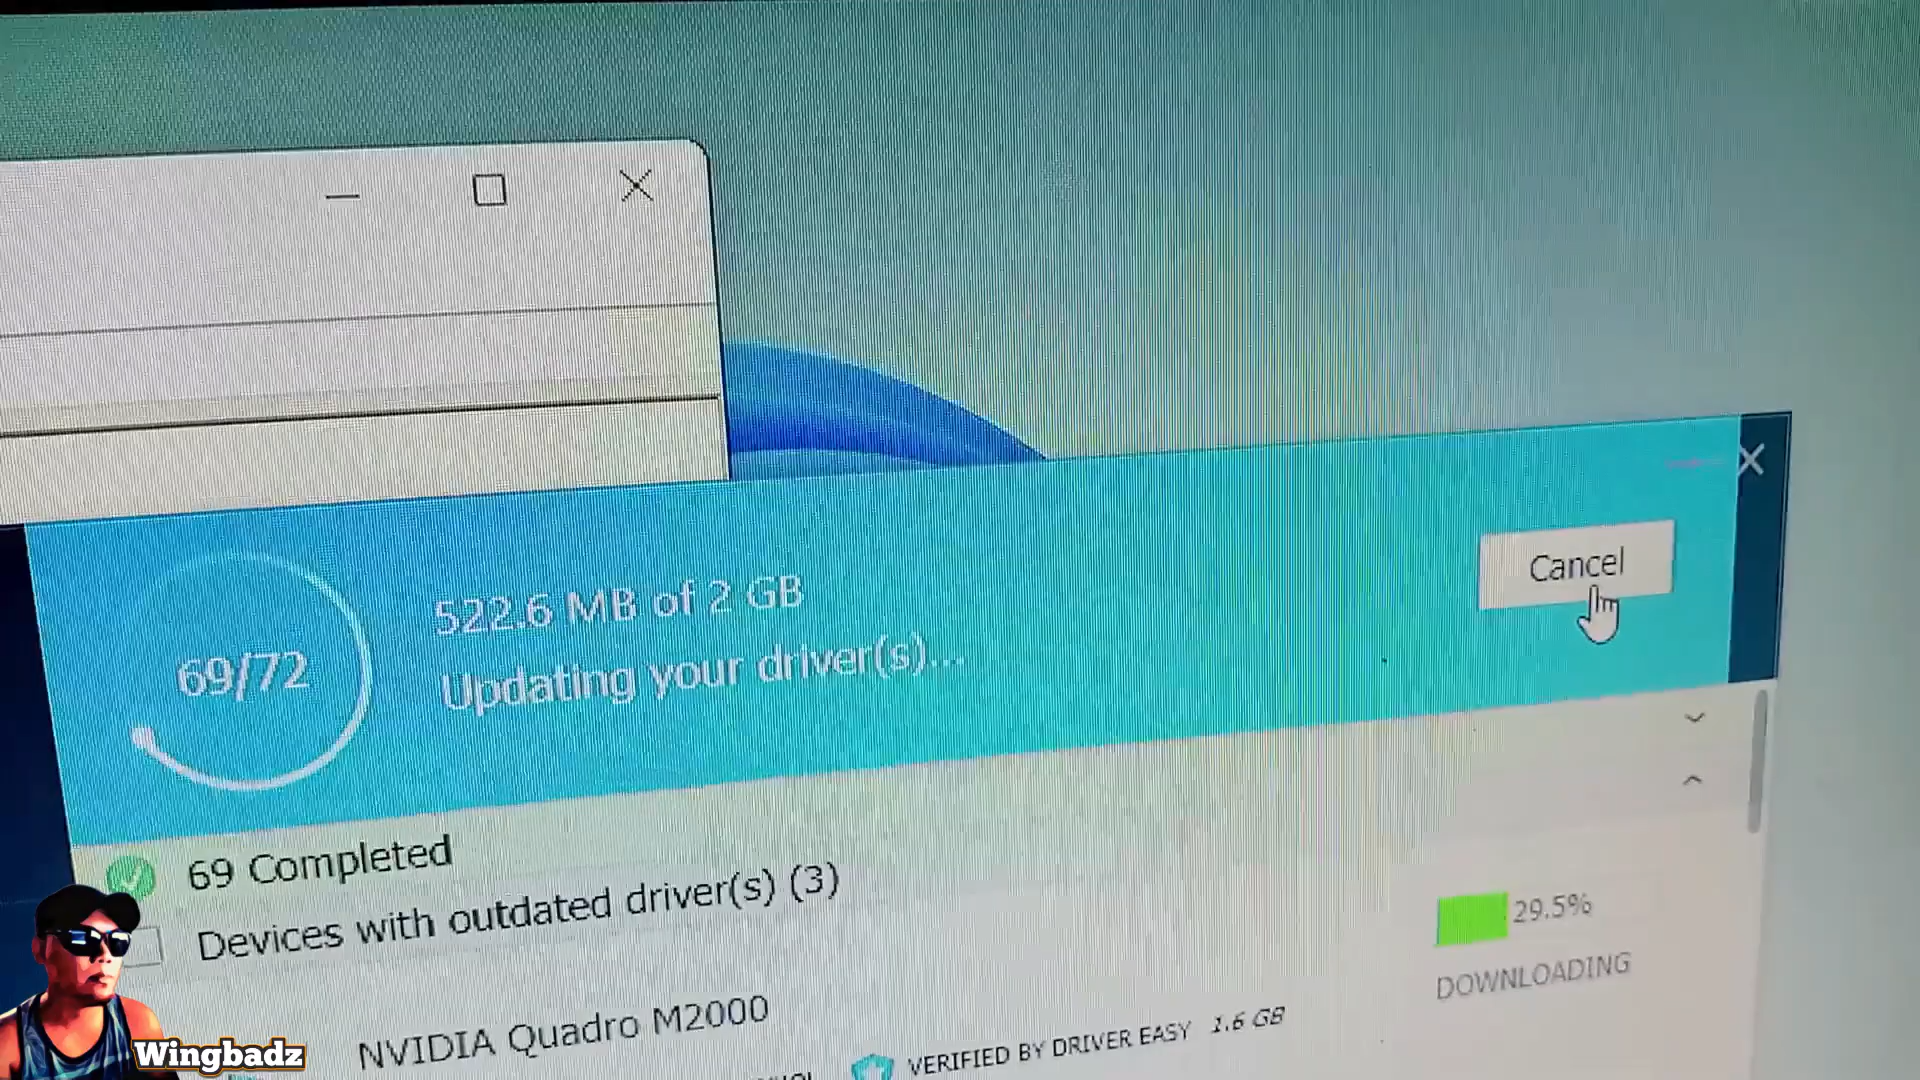 Cancel
522.6 MB of 2 GB
69/72
Updating your driver(s)...
69 Completed
Devices with outdated driver(s) (3)
29.5%
DOWNLOADING
NVIDIA Quadro M2000
VERIFIED BY DRIVER EASY 1.6 GB
Wingbadz